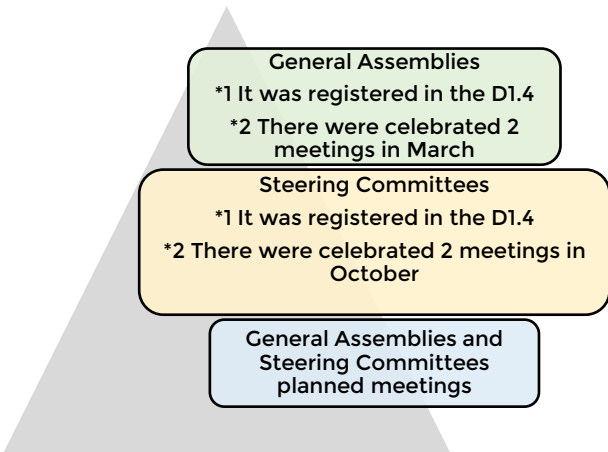 General Assemblies
*1 It was registered in the D1.4
*2 There were celebrated 2
meetings in March
Steering Committees
*1 It was registered in the D1.4
*2 There were celebrated 2 meetings in
October
General Assemblies and
Steering Committees
planned meetings